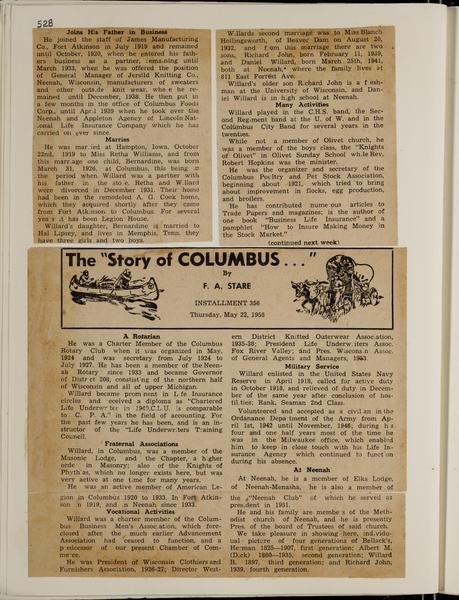 528
Joins His Father in Business
He joined the staff of James Manufacturing
Co., Fort Atkinson in July 1919 and remained
until October, 1920, when he entered his fath-
ers business as a partner, remaining until
March 1933, when he was offered the position
of General Manager of Jersild Knitting Co.,
Neenah, Wisconsin, manufacturers of sweaters
and other outside knit wear, where he re-
mained until December, 1938. He then put in
a few months in the office of Columbus Foods
Corp., until April 1939 when he took over the
Neenah and Appleton Agency of Lincoln Nat-
ional Life Insurance Company which he has
carried on ever since.
Marries
He was married at Hampton, Iowa, October
22nd, 1919 to Miss Retha Williams, and from
this marriage one child, Bernardine, was born
March 31, 1926, at Columbus, this being in
the period when Willard was a partner with
his father in the store. Retha and Willard
were divorced in December 1931. Their home
had been in the remodeled A. G. Cook home,
which they acquired shortly after they came
from Fort Atkinson to Columbus. For several
years it has been Legion House.
Willard's daughter, Bernardine is married to
Hal Lipsey, and lives in Memphis, Tenn. they
have three girls and two boys.
Willards second marriage was to Miss Blanch
Hollingsworth, of Beaver Dam on August 20,
1932, and from this marriage there are two
sons, Richard John, born February 11, 1939,
and Daniel Willard, born March 25th, 1941,
both at Neenah, where the family lives at
811 East Forrest Ave.
Willard's older son Richard John is a fresh-
man at the University of Wisconsin, and Dan-
iel Willard is in high school at Neenah.
Many Activities
Willard played in the C.H.S. band, the Sec-
ond Regiment band at the U. of W. and in the
Columbus City Band for several years in the
twenties.
While not a member of Olivet church, he
was a member of the boys class, the "Knights
of Olivet" in Olivet Sunday School while Rev.
Robert Hopkins was the minister.
He was the organizer and secretary of the
Columbus Poultry and Pet Stock Association,
beginning about 1921, which tried to bring
about improvement in flocks, egg production,
and broilers.
He has contributed numerous articles to
Trade Papers and magazines; is the author of
one book "Business Life Insurance" and a
pamphlet "How to Insure Making Money in
the Stock Market."
(continued next week)
The "Story of COLUMBUS . . ."
By
F. A. STARE
INSTALLMENT 356
Thursday, May 22, 1958
A Rotarian
He was a Charter Member of the Columbus
Rotary Club when it was organized in May,
1924 and was secretary from July 1924 to
July 1927. He has been a member of the Neen-
ah Rotary since 1933 and became Governor
of District 208, consisting of the northern half
of Wisconsin and all of upper Michigan.
Willard became prominent in Life Insurance
circles and received a diploma as "Chartered
Life Underwriter in 1949, C.L.U. is comparable
to C. P. A." in the field of accounting. For
the past few years he has been, and is an in-
structor of the "Life Underwriters Training
Council.
Fraternal Associations
Willard, in Columbus, was a member of the
Masonic Lodge, and the Chapter, a higher
order in Masonry; also of the Knights of
Phythias, which no longer exists here, but was
very active at one time for many years.
He was an active member of American Le-
gion in Columbus 1920 to 1933. In Fort Atkin-
son in 1919, and in Neenah since 1933.
Vocational Activities
Willard was a charter member of the Colum-
bus Business Men's Association, which fore-
closed after the much earlier Advancement
Association had ceased to function, and a
predecessor of our present Chamber of Com-
merce.
He was President of Wisconsin Clothiers and
Furnishers Association, 1926-27; Director West-
ern District Knitted Outerwear Association,
1935-38; President Life Underwriters Assoc.
Fox River Valley; and Pres. Wisconsin Assoc.
of General Agents and Managers, 1953.
Military Service
Willard enlisted in the United States Navy
Reserve in April 1918, called for active duty
in October 1918, and relieved of duty in Decem-
ber of the same year after conclusion of hos-
tilities; Rank, Seaman 2nd Class.
Volunteered and accepted as a civilian in the
Ordnance Department of the Army from Ap-
ril 1st, 1942 until November, 1946; during his
four and one half years most of the time he
was in the Milwaukee office, which enabled
him to keep in close touch with his Life In-
surance Agency which continued to function
during his absence.
At Neenah
At Neenah, he is a member of Elks Lodge,
of Neenah-Menasha, he is also a member of
the "Neenah Club" of which he served as
president in 1951.
He and his family are members of the Meth-
odist church of Neenah, and he is presently
Pres. of the board of Trustees of said church.
We take pleasure in showing here, individu-
ual picture of four generations of Bellack's,
Herman 1825-1907, first generation; Albert M.
(Dick) 1860-1935, second generation; Willard
B. 1897, third generation; and Richard John,
1939, fourth generation.